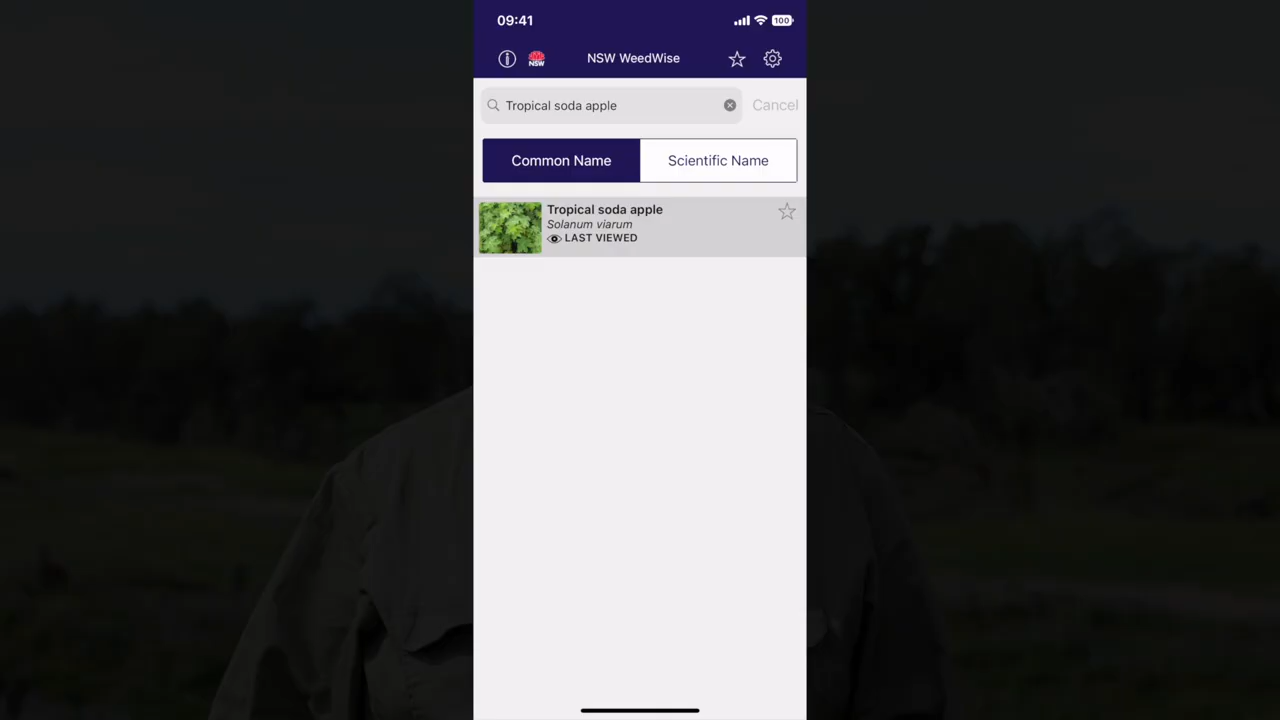 09:41
100
NSW
NSW WeedWise
Tropical soda apple
Cancel
Common Name
Scientific Name
Tropical soda apple
Solanum viarum
LAST VIEWED